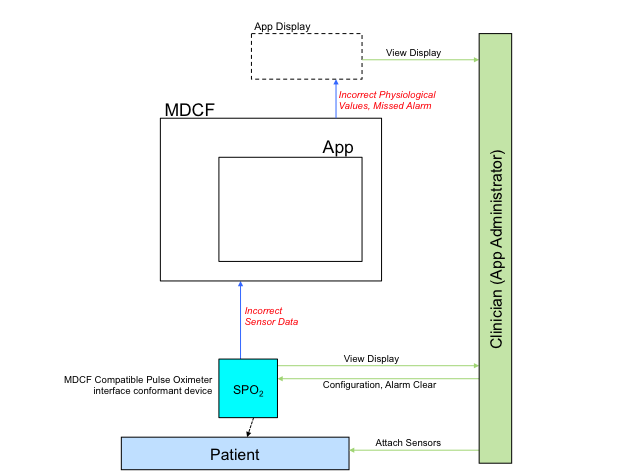 App Display
View Display
Incorrect Physiological
Values, Missed Alarm
MDCF
App
Clinician (App Administrator)
Incorrect
Sensor Data
View Display
MDCF Compatible Pulse Oximeter
interface conformant device
SPO₂
Configuration, Alarm Clear
Attach Sensors
Patient